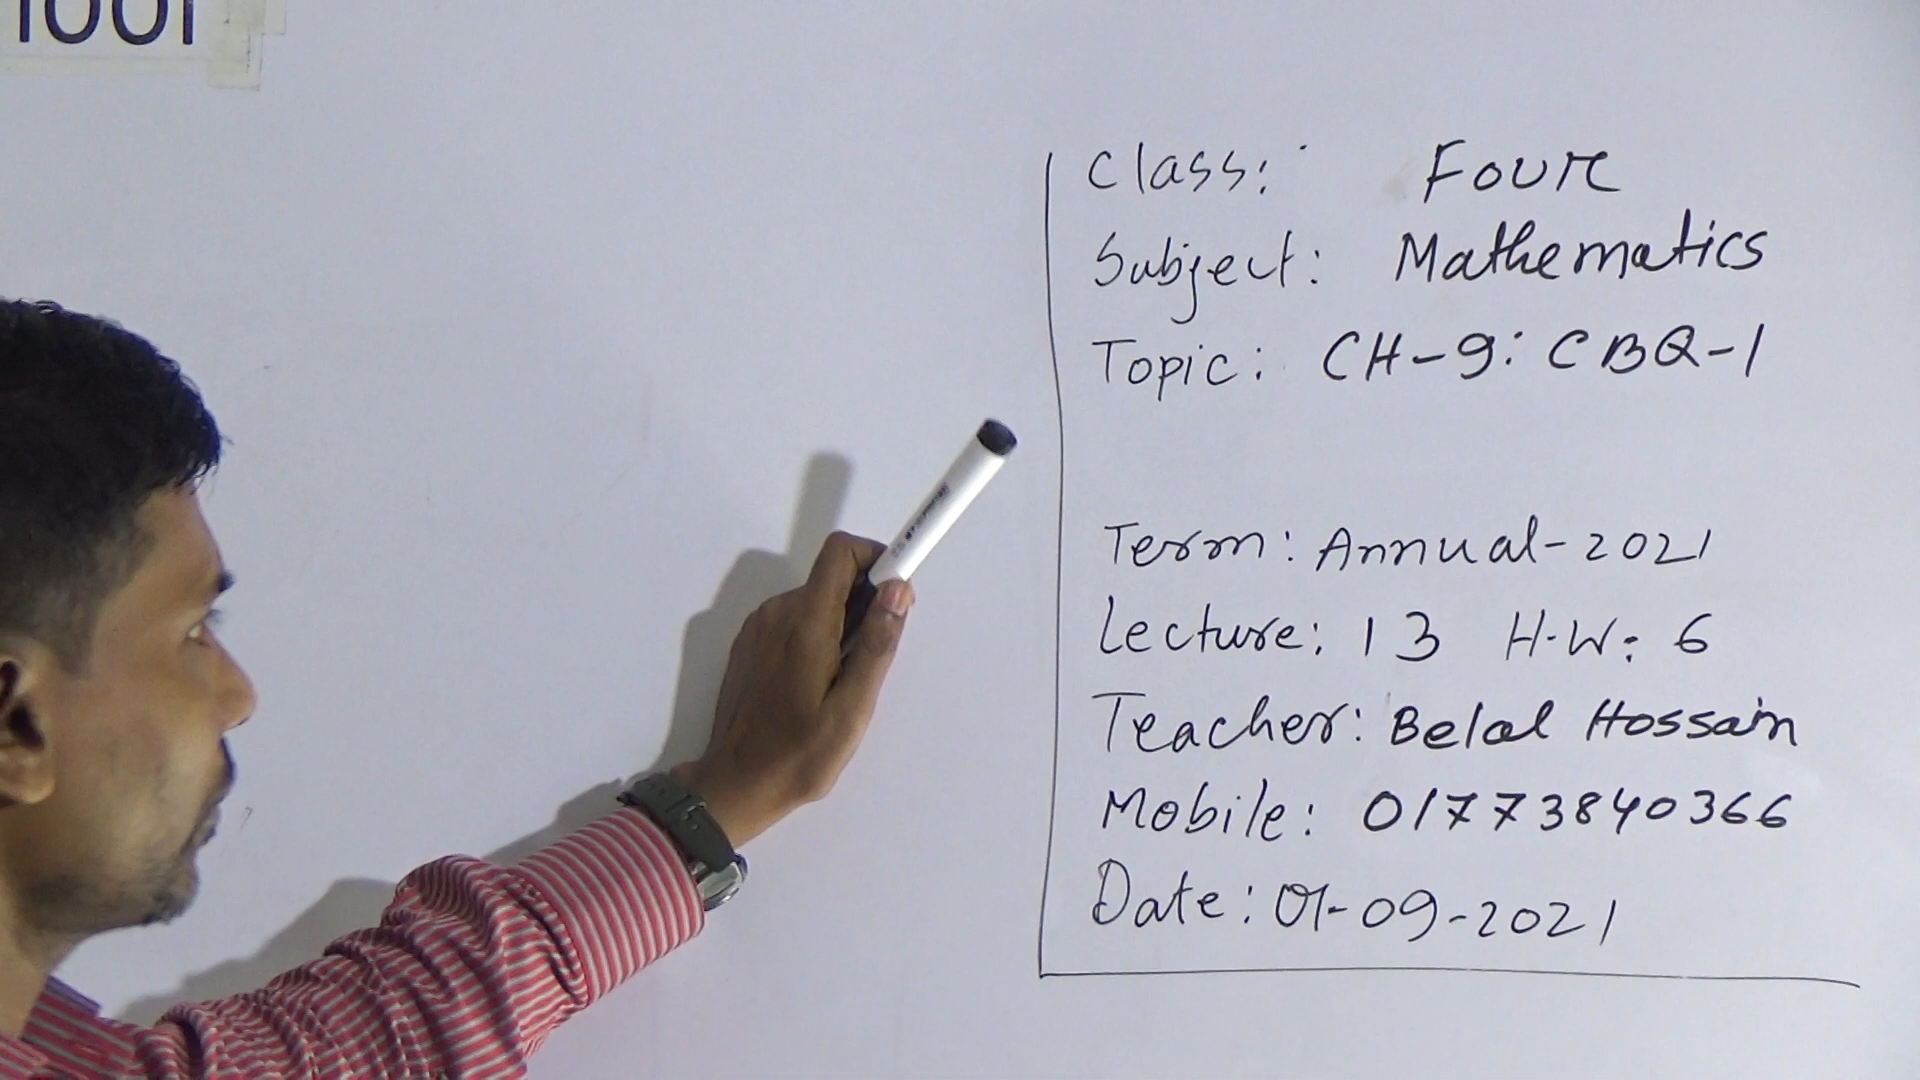 Class: Four
Subject: Mathematics
Topic: CH-9: CBQ-1
Term: Annual-2021
Lecture: 13 H.W: 6
Teacher: Belal Hossain
Mobile: 01773840366
Date: 01-09-2021